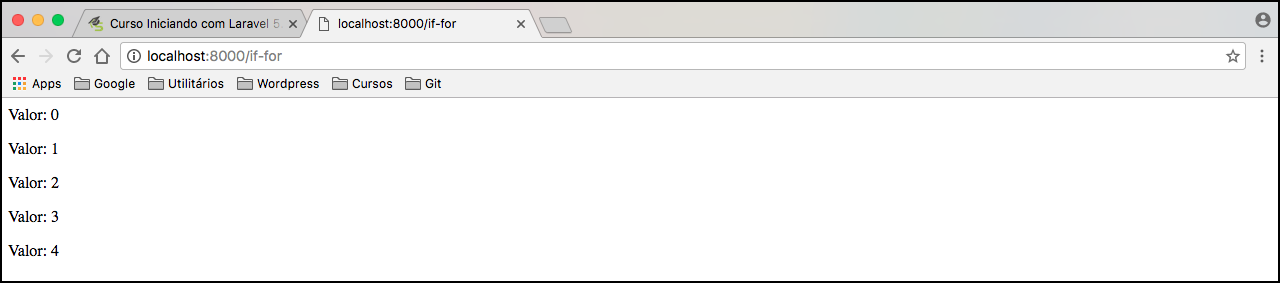 Curso Iniciando com Laravel 5.
localhost:8000/if-for
localhost:8000/if-for
Apps Google Utilitários Wordpress Cursos Git
Valor: 0
Valor: 1
Valor: 2
Valor: 3
Valor: 4